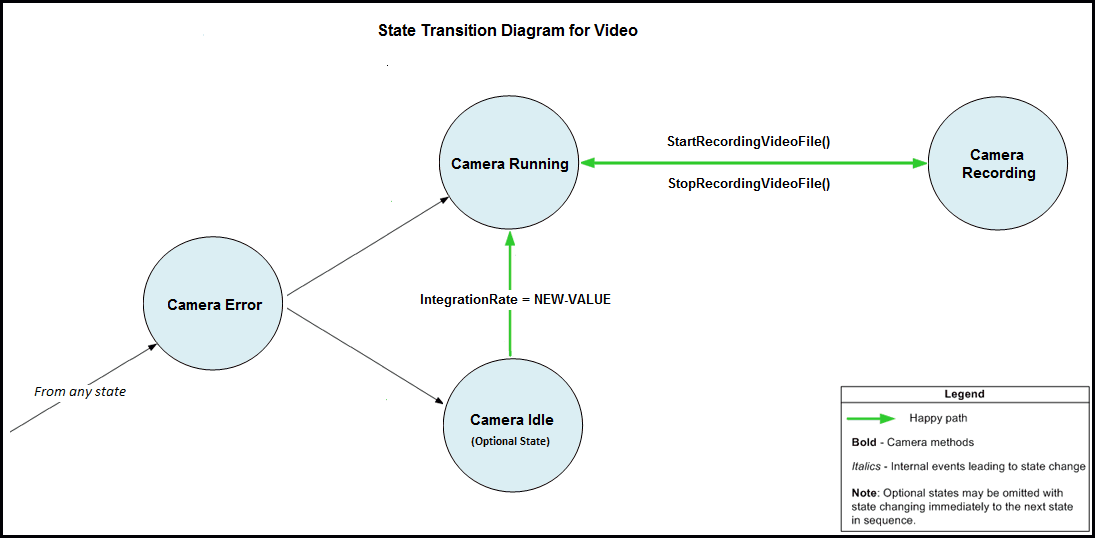 State Transition Diagram for Video
Camera Running
StartRecordingVideoFile()
StopRecordingVideoFile()
Camera
Recording
Camera Error
IntegrationRate = NEW-VALUE
From any state
Camera Idle
(Optional State)
Legend
Happy path
Bold - Camera methods
Italics - Internal events leading to state change
Note: Optional states may be omitted with
state changing immediately to the next state
in sequence.